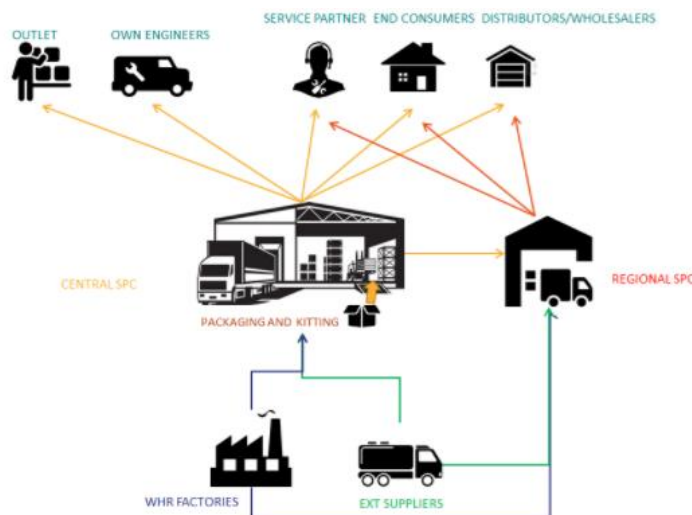 SERVICE PARTNER END CONSUMERS DISTRIBUTORS/WHOLESALERS
OUTLET OWN ENGINEERS
CENTRAL SPC
REGIONAL SPC
PACKAGING AND KITTING
WHR FACTORIES
EXT SUPPLIERS